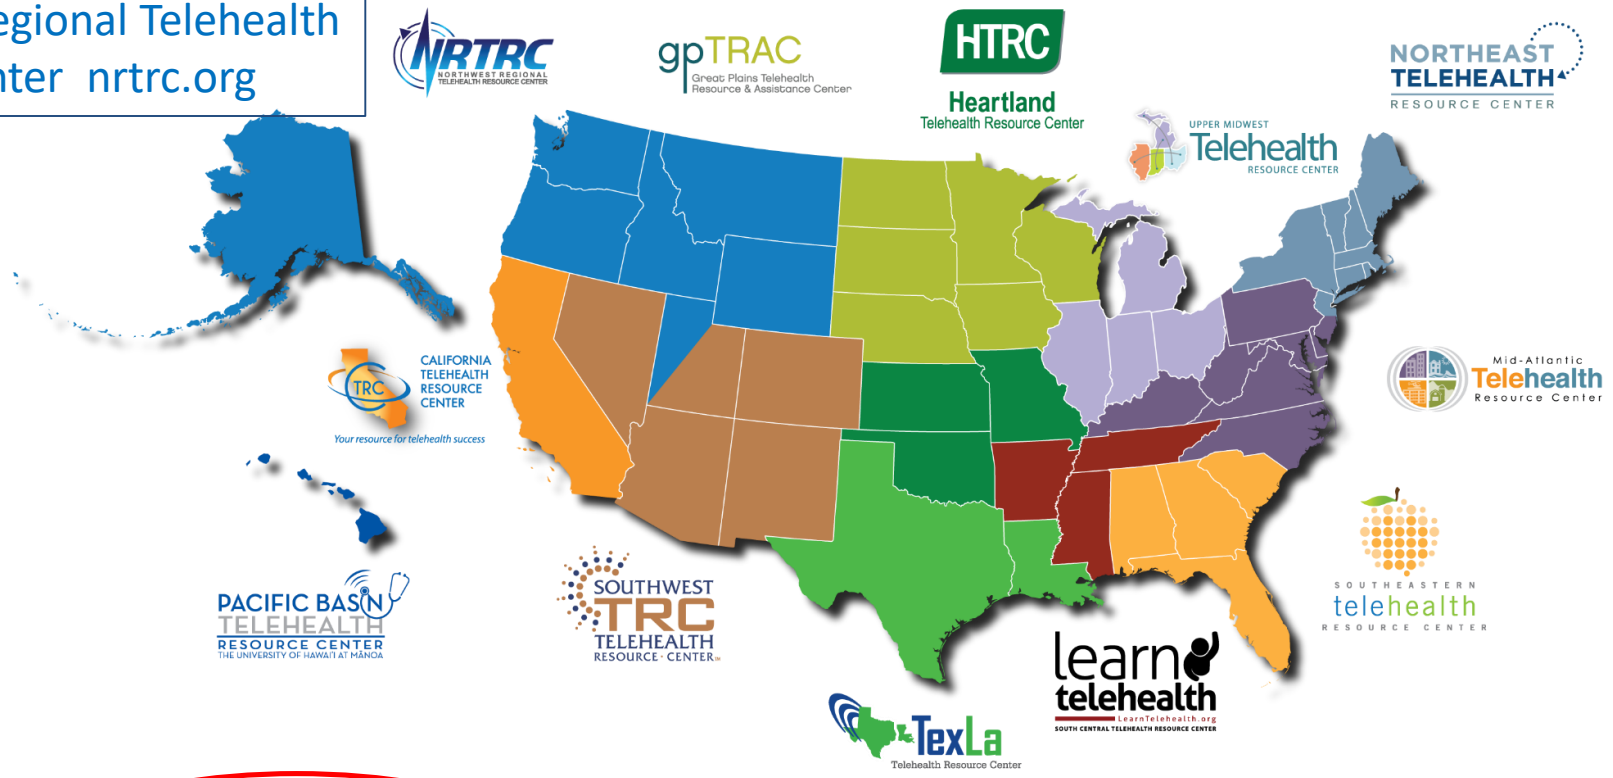 egional Telehealth
nter nrtrc.org
NRTRC
NORTHWEST REGIONAL
TELEHEALTH RESOURCE CENTER
gpTRAC
Great Plains Telehealth
Resource & Assistance Center
HTRC
Heartland
Telehealth Resource Center
UPPER MIDWEST
Telehealth
RESOURCE CENTER
NORTHEAST
TELEHEALTH
RESOURCE CENTER
TRC
CALIFORNIA
TELEHEALTH
RESOURCE
CENTER
Your resource for telehealth success
Mid-Atlantic
Telehealth
Resource Center
PACIFIC BASIN
TELEHEALTH
RESOURCE CENTER
THE UNIVERSITY OF HAWAI'I AT MĀNOA
SOUTHWEST
TRC
TELEHEALTH
RESOURCE · CENTER SM
SOUTHEASTERN
telehealth
RESOURCE CENTER
learn
telehealth
LearnTelehealth.org
SOUTH CENTRAL TELEHEALTH RESOURCE CENTER
TexLa
Telehealth Resource Center